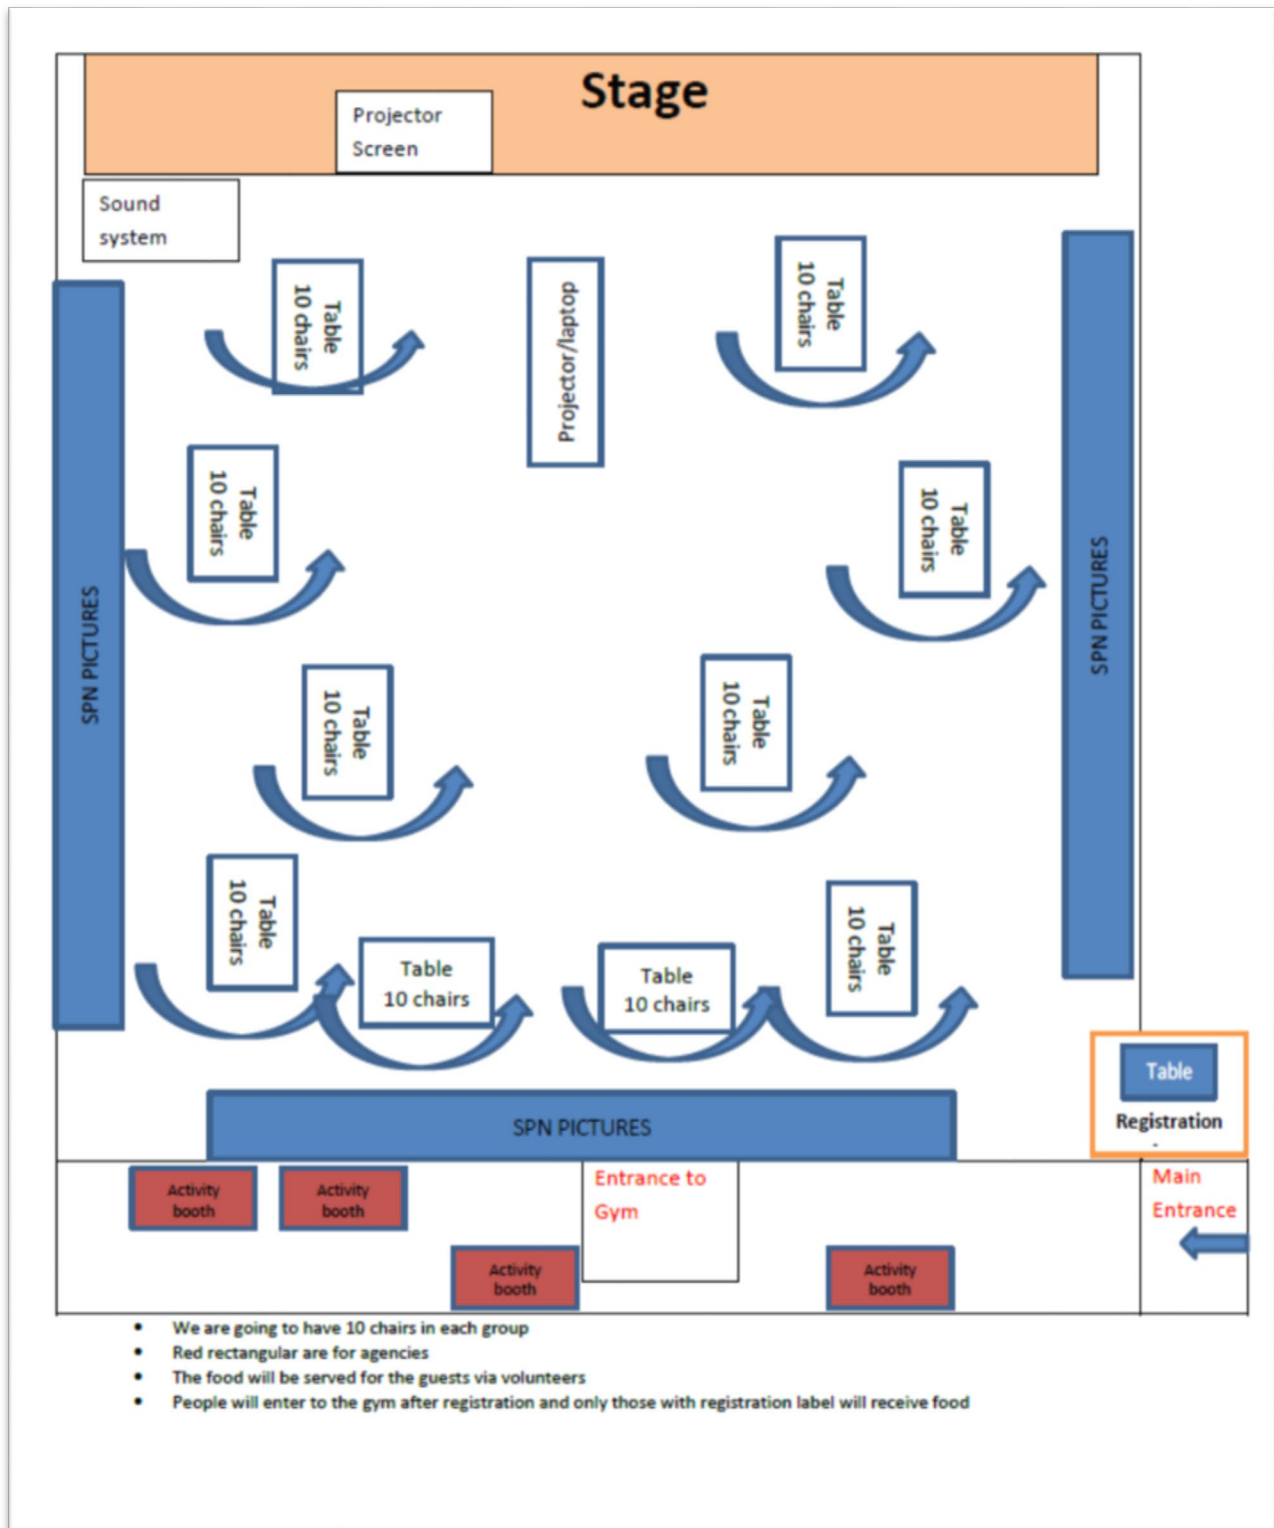 Stage
Projector
Screen
Sound
system
Table
10 chairs
Projector/laptop
Table
10 chairs
Table
10 chairs
Table
10 chairs
SPN PICTURES
SPN PICTURES
Table
10 chairs
Table
10 chairs
Table
10 chairs
Table
10 chairs
Table
10 chairs
Table
10 chairs
Table
Registration
SPN PICTURES
Activity
booth
Activity
booth
Entrance to
Gym
Main
Entrance
Activity
booth
Activity
booth
• We are going to have 10 chairs in each group
• Red rectangular are for agencies
• The food will be served for the guests via volunteers
• People will enter to the gym after registration and only those with registration label will receive food